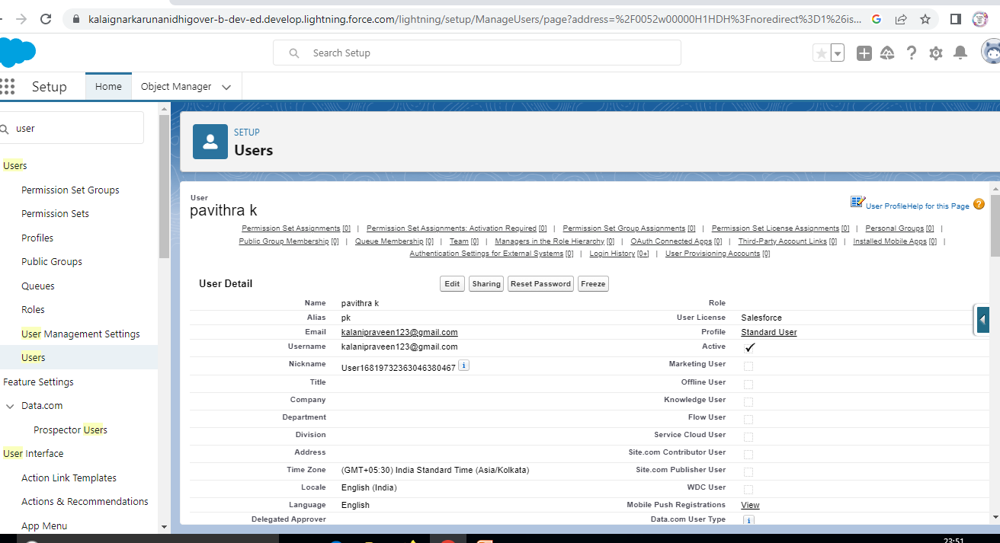 kalaignarkarunanidhigover-b-dev-ed.develop.lightning.force.com/lightning/setup/ManageUsers/page?address=%2F0052w00000H1HDH%3Fnoredirect%3D1%26is...
Search Setup
Setup
Home
Object Manager
user
Users
Permission Set Groups
Permission Sets
Profiles
Public Groups
Queues
Roles
User Management Settings
Users
Feature Settings
Data.com
Prospector Users
User Interface
Action Link Templates
Actions & Recommendations
App Menu
SETUP
Users
User
pavithra k
User Profile Help for this Page ?
Permission Set Assignments [0] | Permission Set Assignments: Activation Required [0] | Permission Set Group Assignments [0] | Permission Set License Assignments [0] | Personal Groups [0] |
Public Group Membership [0] | Queue Membership [0] | Team [0] | Managers in the Role Hierarchy [0] | OAuth Connected Apps [0] | Third-Party Account Links [0] | Installed Mobile Apps [0] |
Authentication Settings for External Systems [0] | Login History [0+] | User Provisioning Accounts [0]
User Detail Edit Sharing Reset Password Freeze
Name pavithra k Role
Alias pk User License Salesforce
Email kalanipraveen123@gmail.com Profile Standard User
Username kalanipraveen123@gmail.com Active
Nickname User16819732363046380467 i Marketing User
Title Offline User
Company Knowledge User
Department Flow User
Division Service Cloud User
Address Site.com Contributor User
Time Zone (GMT+05:30) India Standard Time (Asia/Kolkata) Site.com Publisher User
Locale English (India) WDC User
Language English Mobile Push Registrations View
Delegated Approver Data.com User Type i
23:51